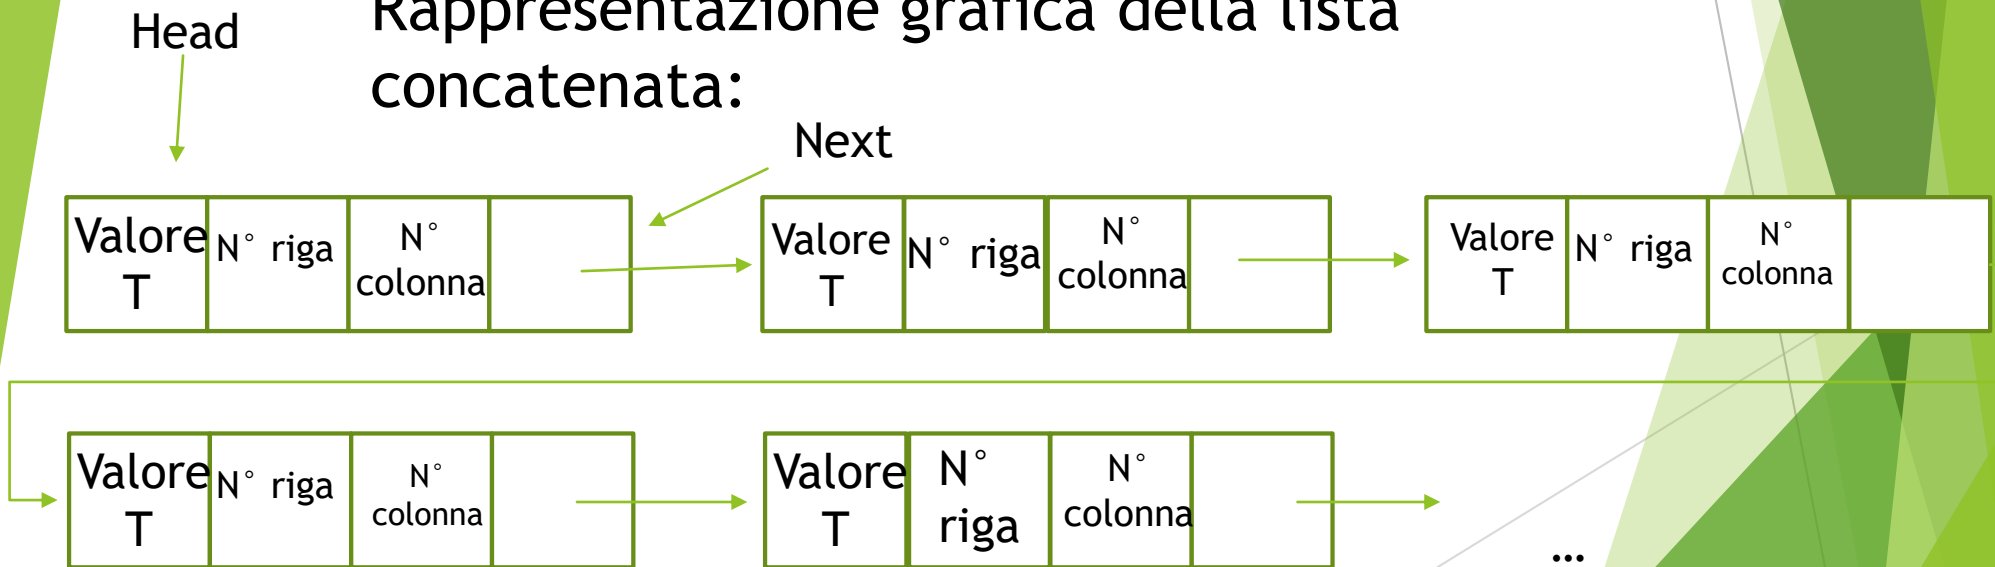 Rappresentazione grafica della lista
concatenata:
Head
Next
Valore
T
N° riga
N°
colonna
Valore
T
N° riga
N°
colonna
Valore
T
N° riga
N°
colonna
Valore
T
N° riga
N°
colonna
Valore
T
N°
riga
N°
colonna
...